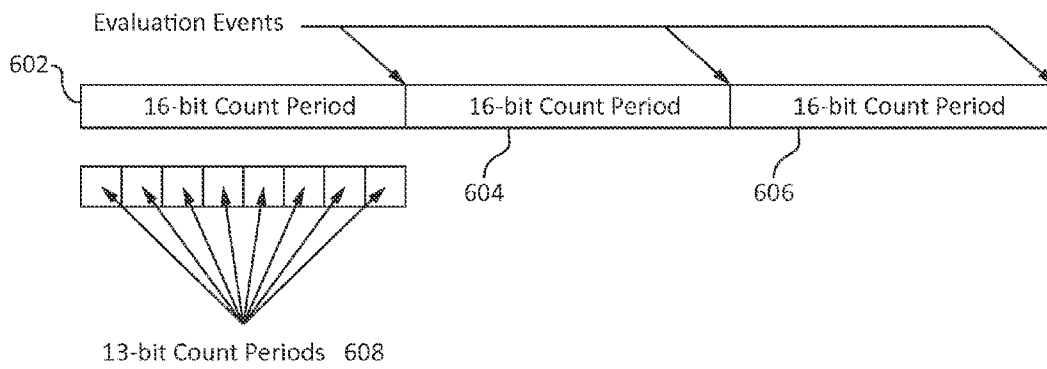 Evaluation Events
602
16-bit Count Period
16-bit Count Period
16-bit Count Period
604
606
13-bit Count Periods 608